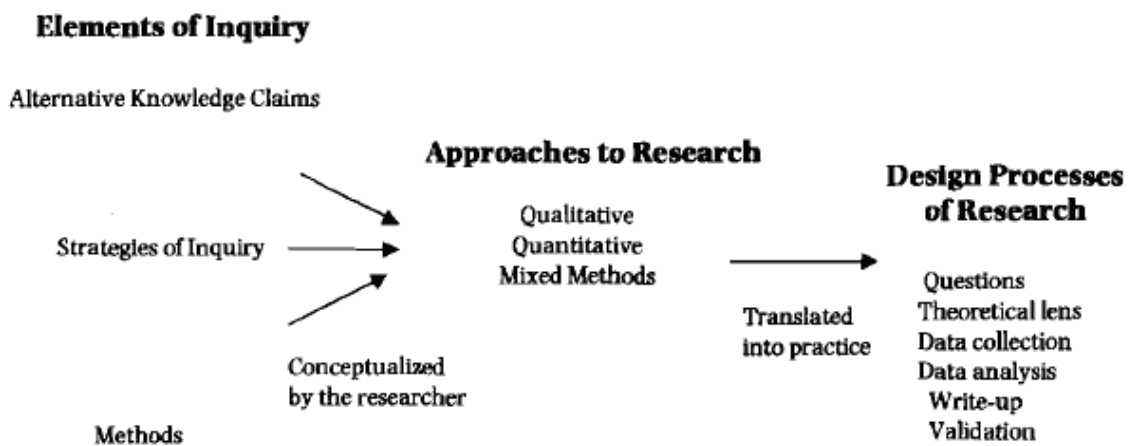 Elements of Inquiry
Alternative Knowledge Claims
Strategies of Inquiry
Conceptualized
by the researcher
Methods
Approaches to Research
Qualitative
Quantitative
Mixed Methods
Translated
into practice
Design Processes
of Research
Questions
Theoretical lens
Data collection
Data analysis
Write-up
Validation